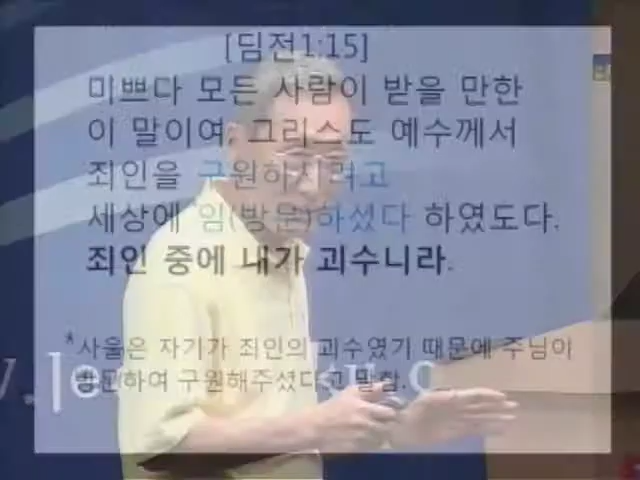 [딤전1:15]
미쁘다 모든 사람이 받을 만한
이 말이여, 그리스도 예수께서
죄인을 구원하시려고
세상에 임(방문)하셨다 하였도다.
죄인 중에 내가 괴수니라.
*사울은 자기가 죄인의 괴수였기 때문에 주님이
방문하여 구원해주셨다고 말함.